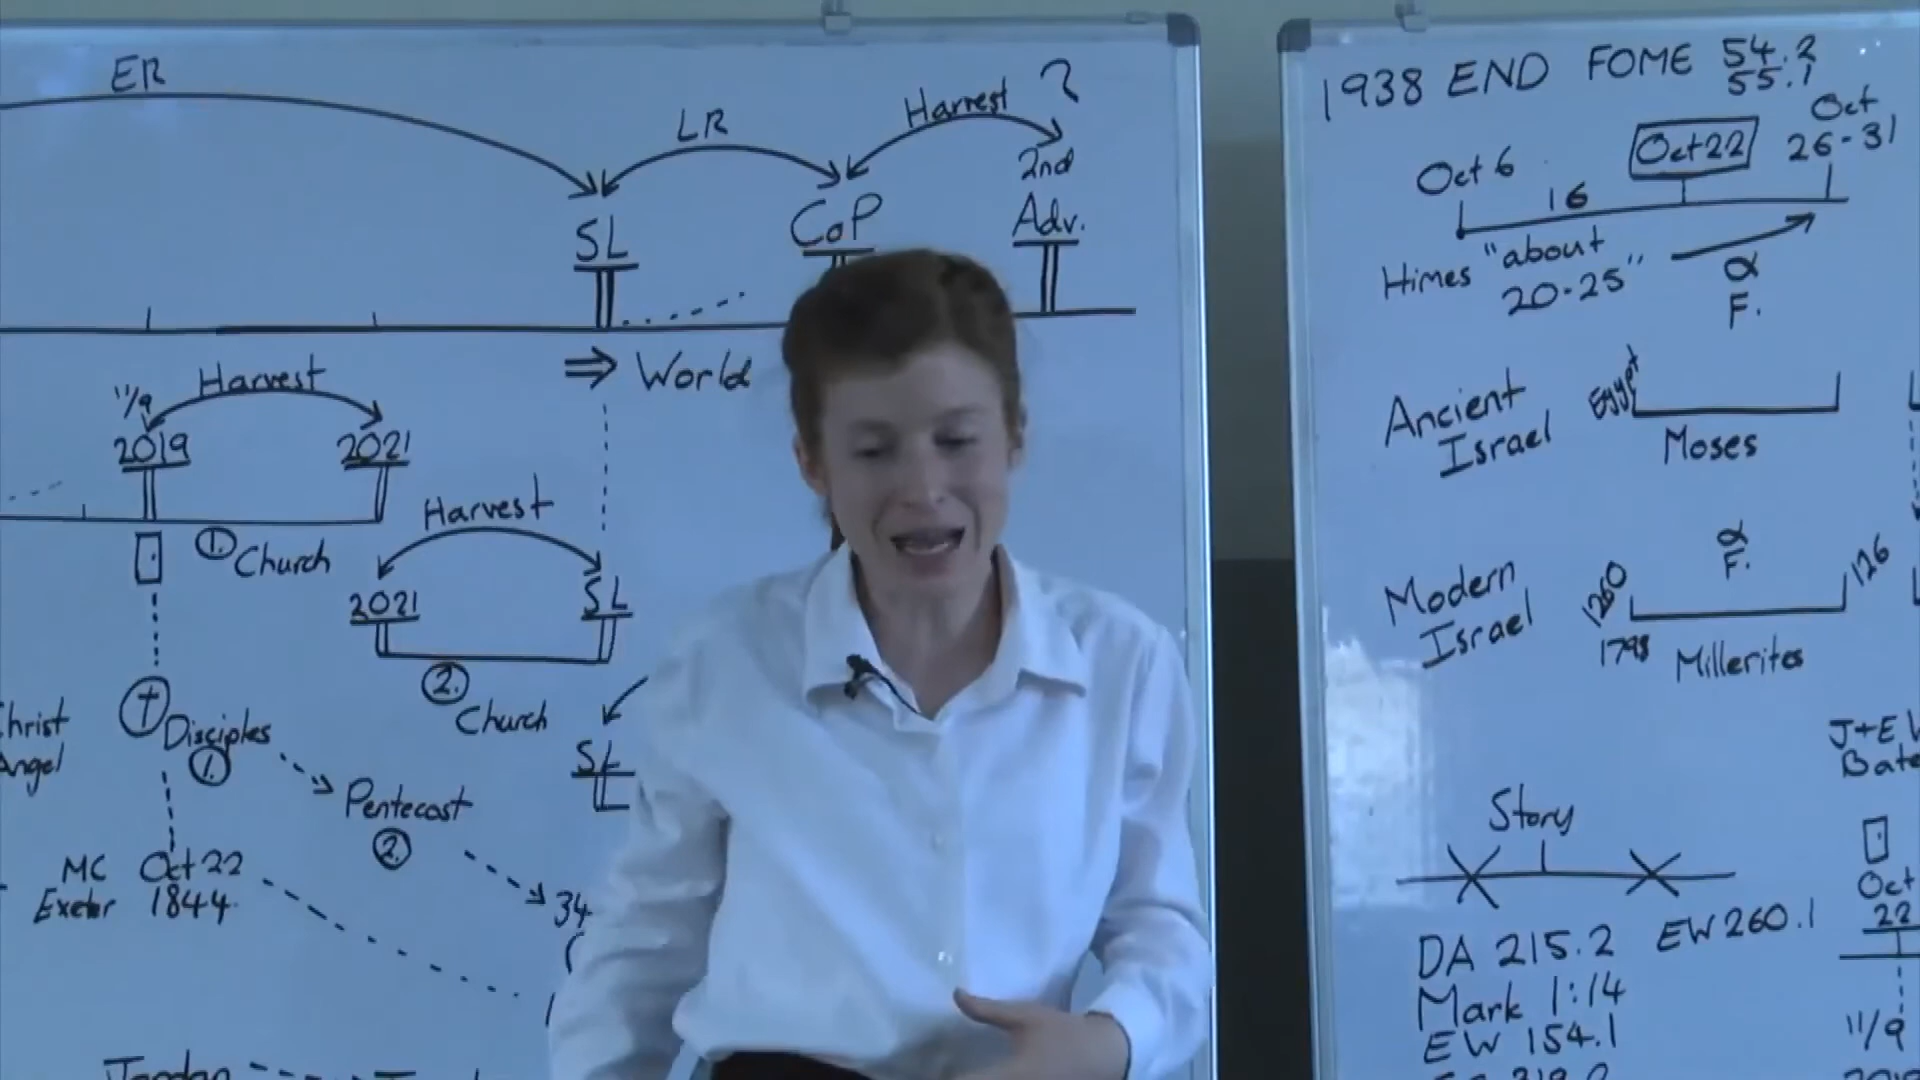 ER
LR
Harvest ?
2nd
SL
CoP
Adv.
⇒ World
11/9
Harvest
2019
2021
1. Church
Harvest
2021
SL
2. Church
Christ
Angel
Disciples
1.
Pentecost
2.
SL
MC Oct 22
Exeter 1844
34
Jordan
1938 END FOME 54.2
55.1
Oct 6
Oct 22
Oct
26-31
16
Himes "about
20-25"
α
F.
Ancient
Israel
Egypt
Moses
α
F.
Modern
Israel
1260
126
1798
Millerites
J+E W
Bate
Story
Oct
22
DA 215.2
EW 260.1
Mark 1:14
EW 154.1
11/9